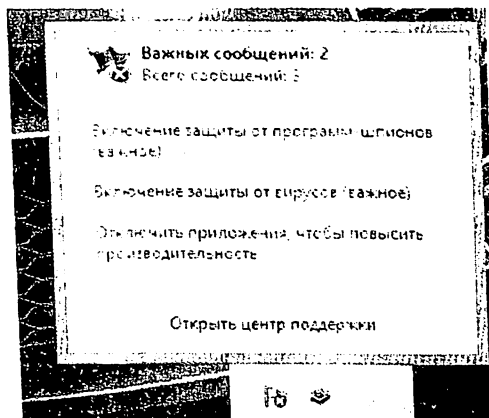 Важных сообщений: 2
Всего сообщений: 3
Включение защиты от программ-шпионов
(важное)
Включение защиты от вирусов (важное)
Отключить приложения, чтобы повысить
производительность
Открыть центр поддержки